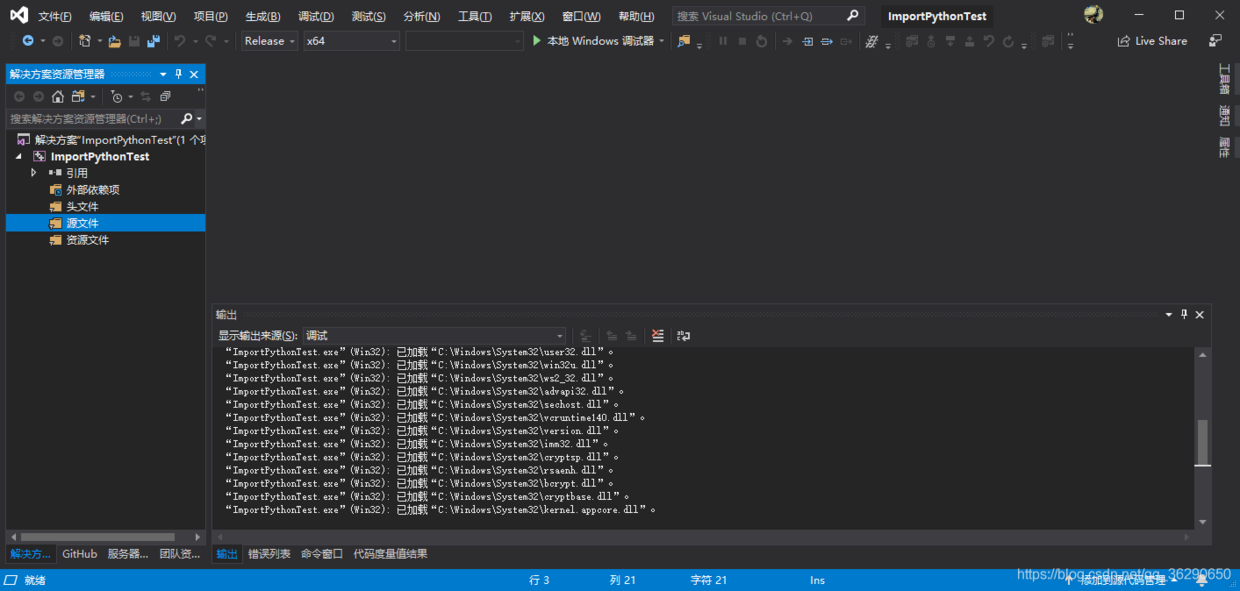 文件(F) 编辑(E) 视图(V) 项目(P) 生成(B) 调试(D) 测试(S) 分析(N) 工具(T) 扩展(X) 窗口(W) 帮助(H) 搜索 Visual Studio (Ctrl+Q) ImportPythonTest
Release x64 本地 Windows 调试器 Live Share
解决方案资源管理器
搜索解决方案资源管理器(Ctrl+;)
解决方案"ImportPythonTest"(1 个项
ImportPythonTest
引用
外部依赖项
头文件
源文件
资源文件
工具箱
通知
属性
输出
显示输出来源(S): 调试
“ImportPythonTest.exe”(Win32): 已加载“C:\Windows\System32\user32.dll”。
“ImportPythonTest.exe”(Win32): 已加载“C:\Windows\System32\win32u.dll”。
“ImportPythonTest.exe”(Win32): 已加载“C:\Windows\System32\ws2_32.dll”。
“ImportPythonTest.exe”(Win32): 已加载“C:\Windows\System32\advapi32.dll”。
“ImportPythonTest.exe”(Win32): 已加载“C:\Windows\System32\sechost.dll”。
“ImportPythonTest.exe”(Win32): 已加载“C:\Windows\System32\vcruntime140.dll”。
“ImportPythonTest.exe”(Win32): 已加载“C:\Windows\System32\version.dll”。
“ImportPythonTest.exe”(Win32): 已加载“C:\Windows\System32\imm32.dll”。
“ImportPythonTest.exe”(Win32): 已加载“C:\Windows\System32\cryptsp.dll”。
“ImportPythonTest.exe”(Win32): 已加载“C:\Windows\System32\rsaenh.dll”。
“ImportPythonTest.exe”(Win32): 已加载“C:\Windows\System32\bcrypt.dll”。
“ImportPythonTest.exe”(Win32): 已加载“C:\Windows\System32\cryptbase.dll”。
“ImportPythonTest.exe”(Win32): 已加载“C:\Windows\System32\kernel.appcore.dll”。
解决方... GitHub 服务器... 团队资...
输出 错误列表 命令窗口 代码度量值结果
就绪 行 3 列 21 字符 21 Ins 添加到源代码管理
https://blog.csdn.net/qq_36290650